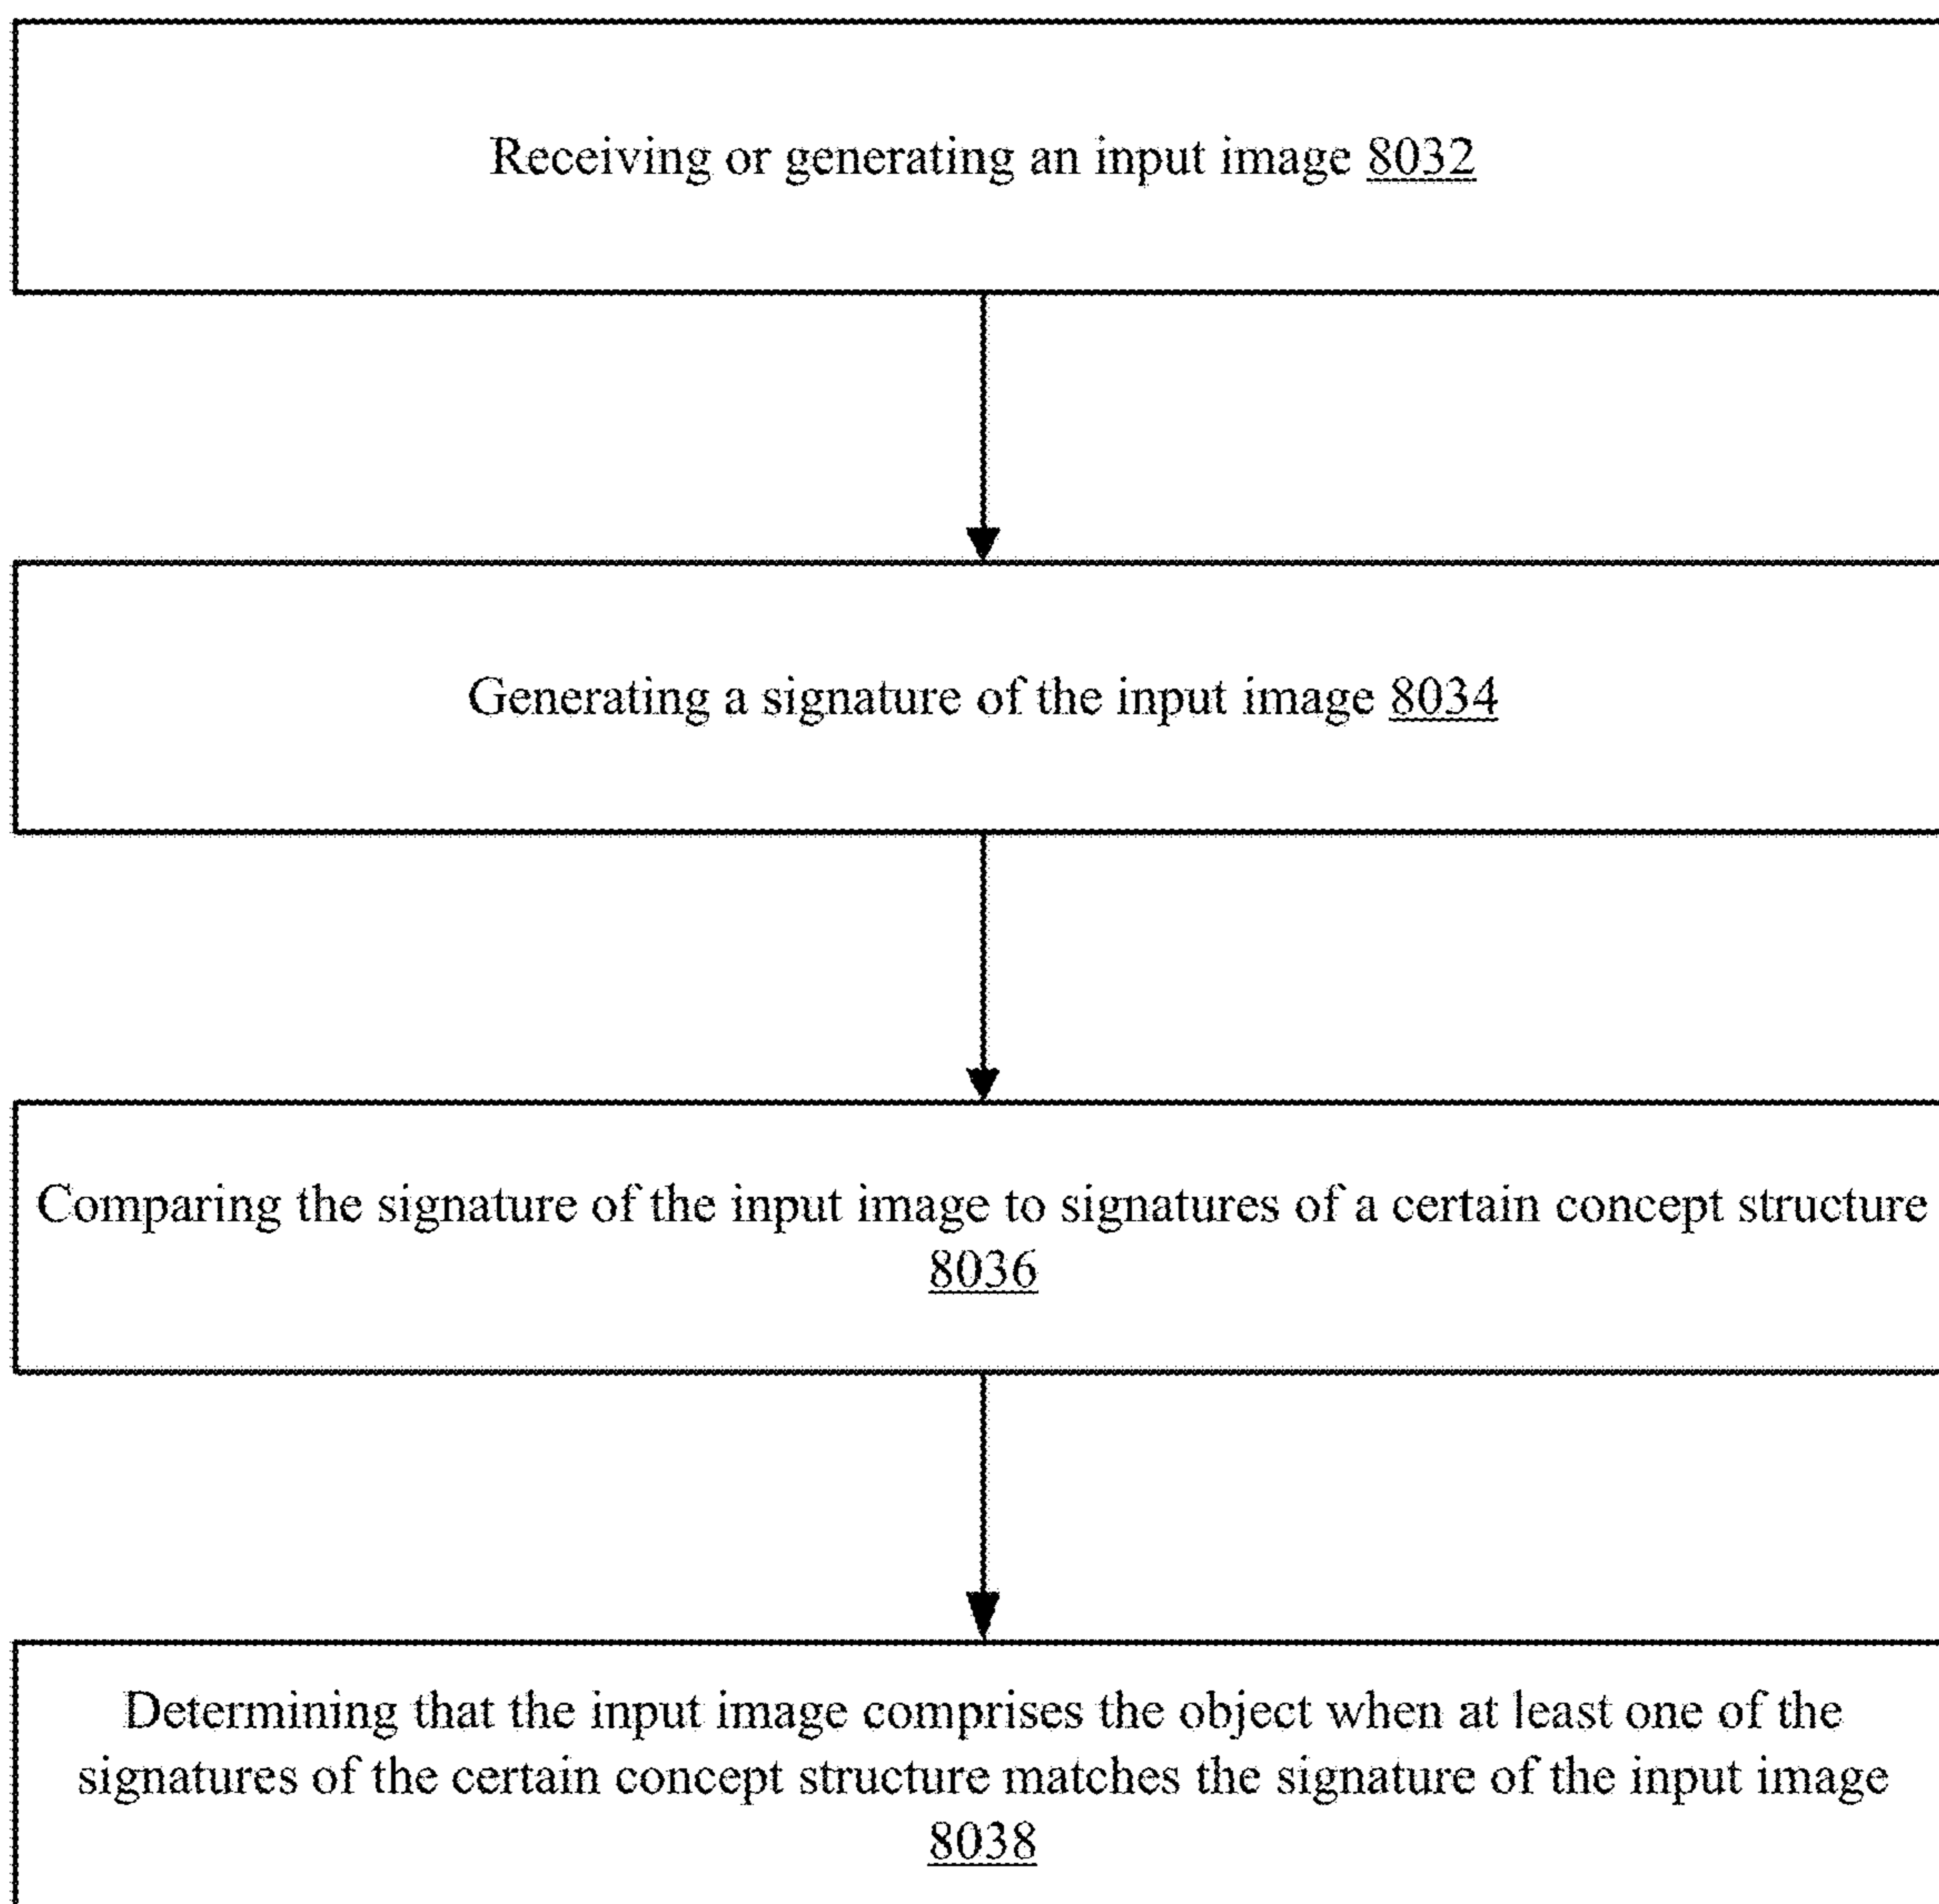 Receiving or generating an input image 8032
Generating a signature of the input image 8034
Comparing the signature of the input image to signatures of a certain concept structure
8036
Determining that the input image comprises the object when at least one of the
signatures of the certain concept structure matches the signature of the input image
8038